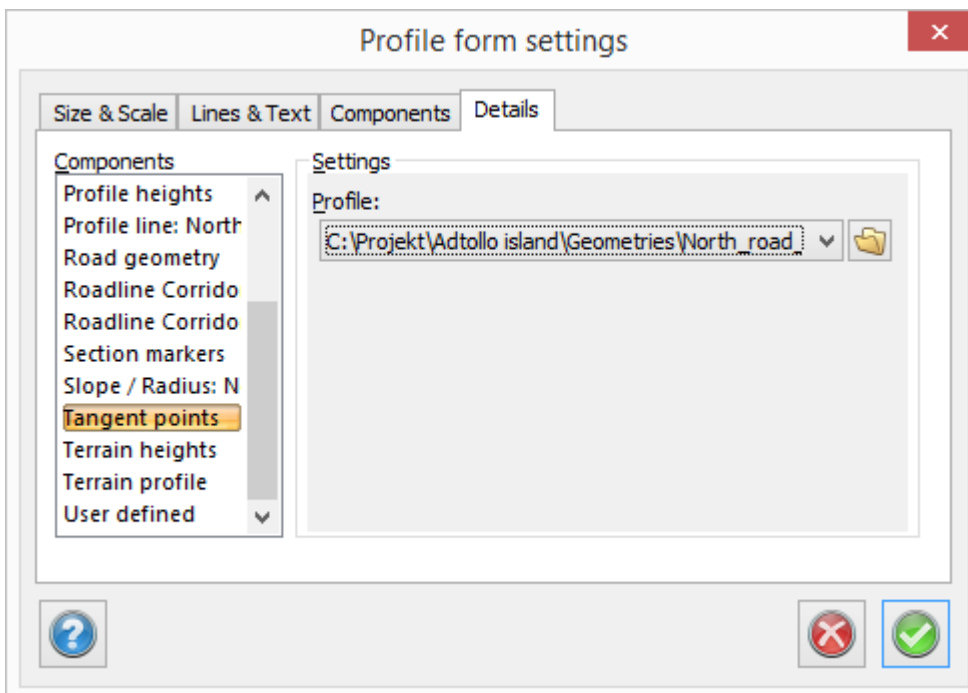 Profile form settings
Size & Scale
Lines & Text
Components
Details
Components
Profile heights
Profile line: North
Road geometry
Roadline Corrido
Roadline Corrido
Section markers
Slope / Radius: N
Tangent points
Terrain heights
Terrain profile
User defined
Settings
Profile:
C:\Projekt\Adtollo island\Geometries\North_road_